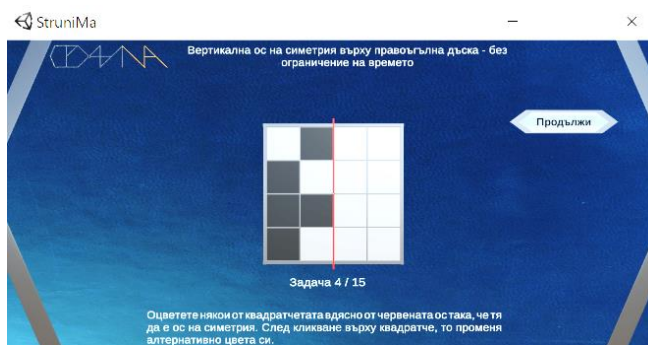 StruniMa
Вертикална ос на симетрия върху правоъгълна дъска - без
ограничение на времето
Продължи
Задача 4 / 15
Оцветете някои от квадратчетата вдясно от червената ос така, че тя
да е ос на симетрия. След кликване върху квадратче, то променя
алтернативно цвета си.